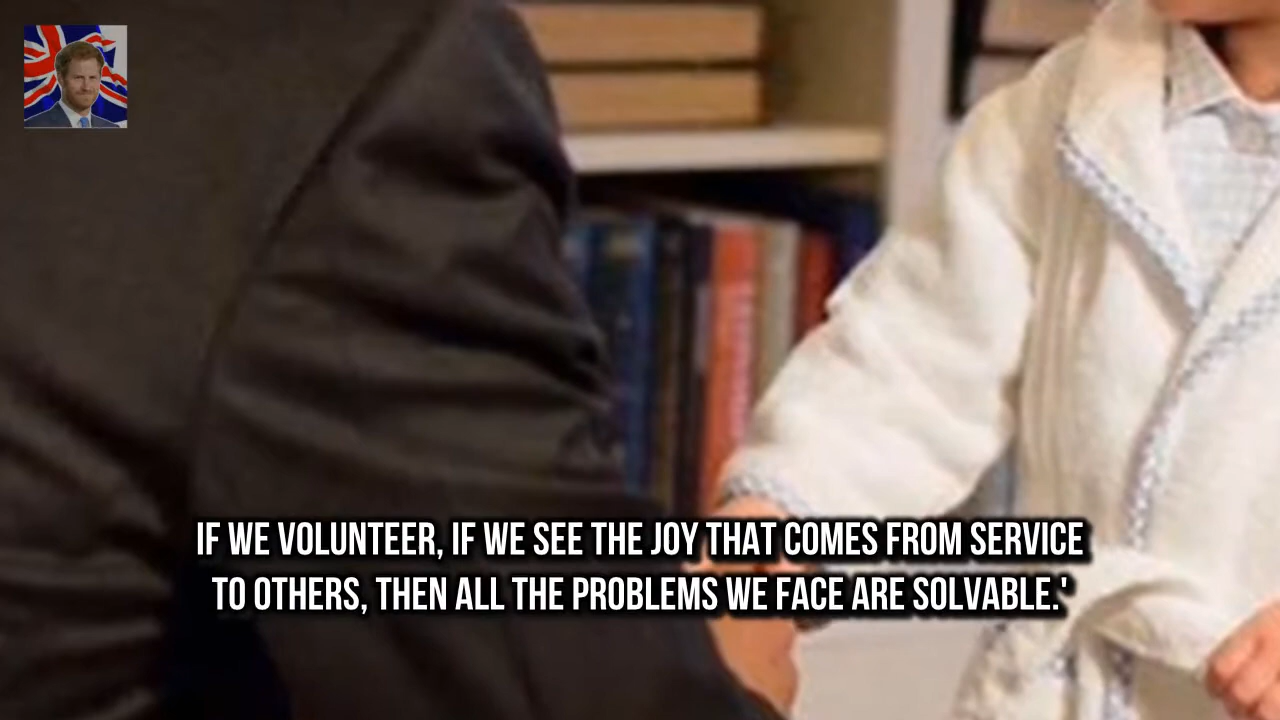 IF WE VOLUNTEER, IF WE SEE THE JOY THAT COMES FROM SERVICE
TO OTHERS, THEN ALL THE PROBLEMS WE FACE ARE SOLVABLE.'